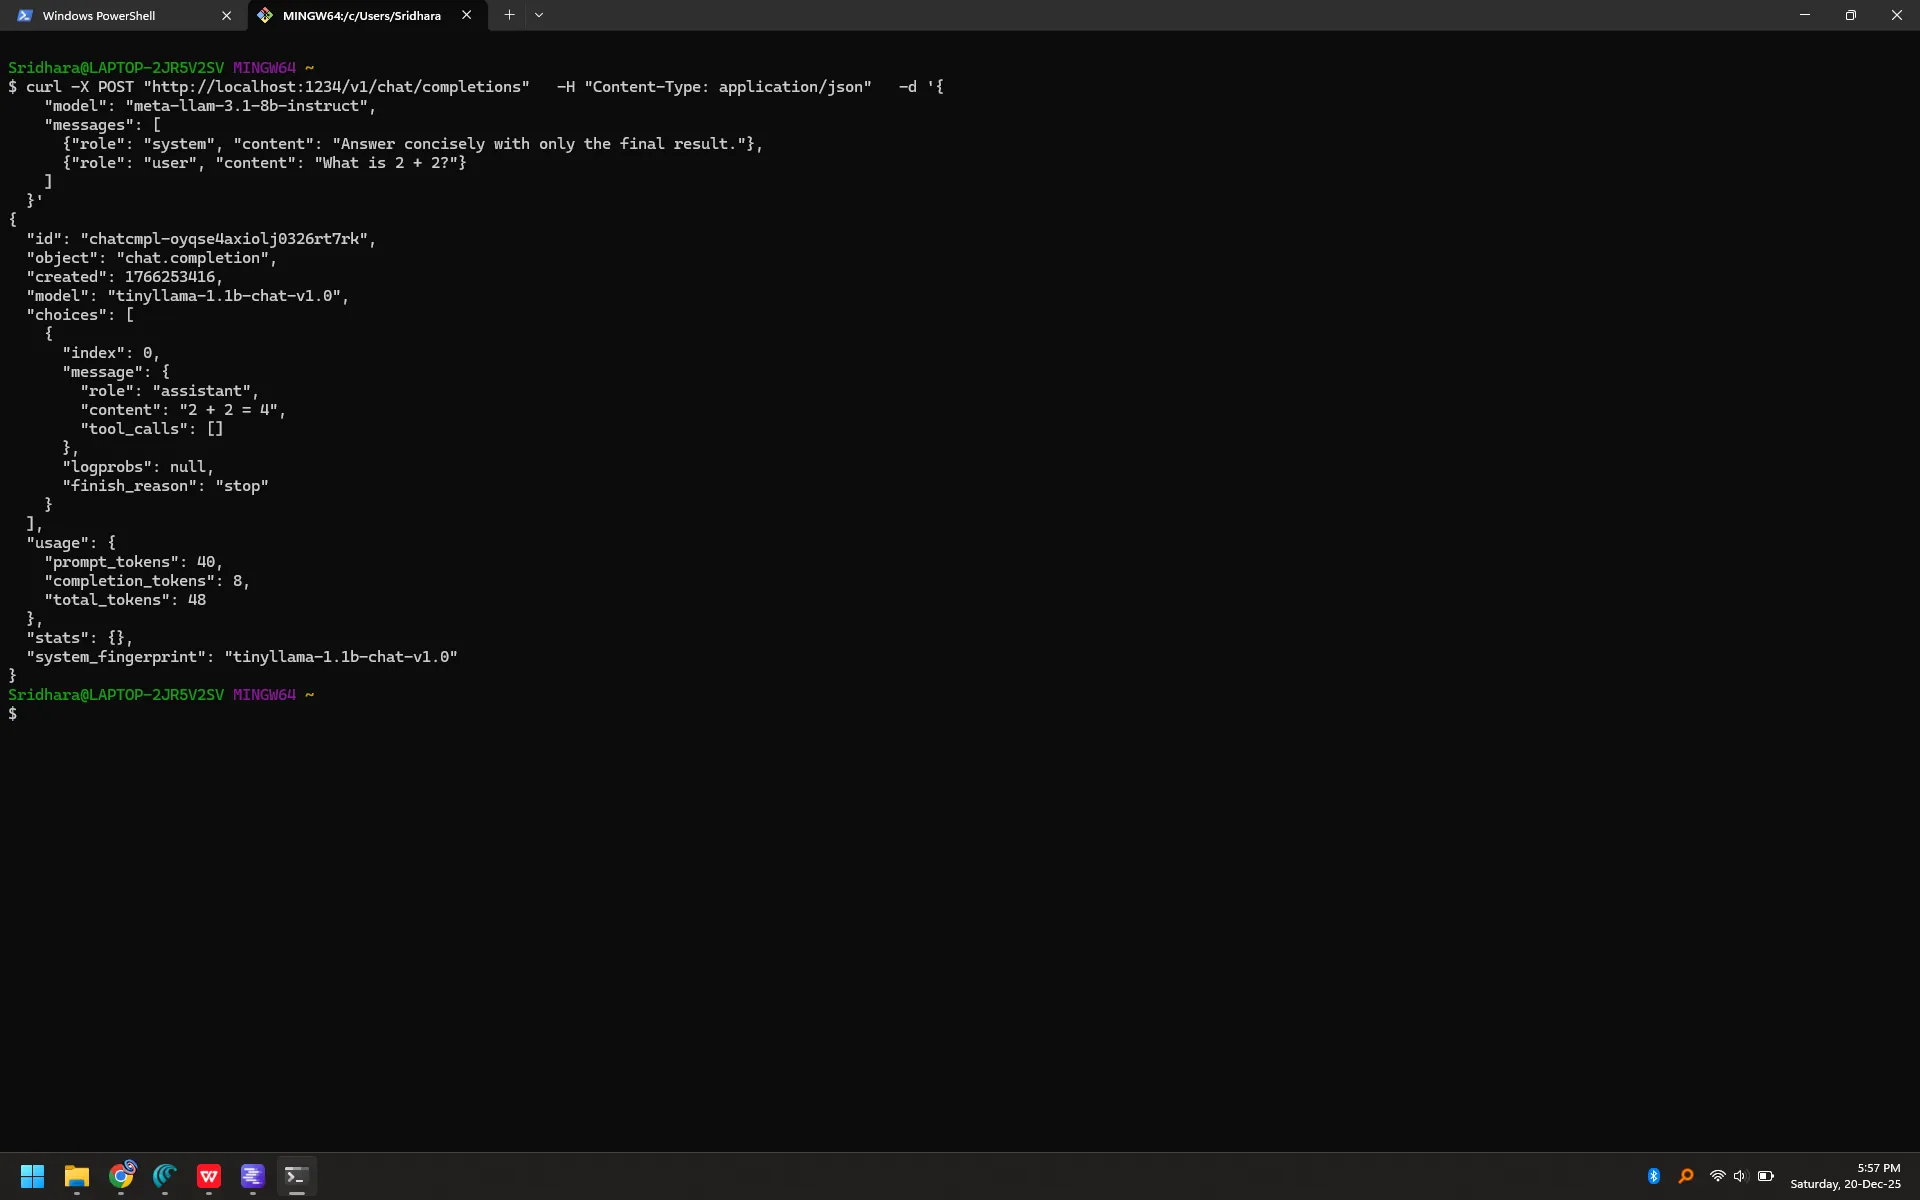 Windows PowerShell
MINGW64:/c/Users/Sridhara
Sridhara@LAPTOP-2JR5V2SV MINGW64 ~
$ curl -X POST "http://localhost:1234/v1/chat/completions"   -H "Content-Type: application/json"   -d '{
    "model": "meta-llam-3.1-8b-instruct",
    "messages": [
      {"role": "system", "content": "Answer concisely with only the final result."},
      {"role": "user", "content": "What is 2 + 2?"}
    ]
  }'
{
  "id": "chatcmpl-oyqse4axiolj0326rt7rk",
  "object": "chat.completion",
  "created": 1766253416,
  "model": "tinyllama-1.1b-chat-v1.0",
  "choices": [
    {
      "index": 0,
      "message": {
        "role": "assistant",
        "content": "2 + 2 = 4",
        "tool_calls": []
      },
      "logprobs": null,
      "finish_reason": "stop"
    }
  ],
  "usage": {
    "prompt_tokens": 40,
    "completion_tokens": 8,
    "total_tokens": 48
  },
  "stats": {},
  "system_fingerprint": "tinyllama-1.1b-chat-v1.0"
}
Sridhara@LAPTOP-2JR5V2SV MINGW64 ~
$
5:57 PM
Saturday, 20-Dec-25